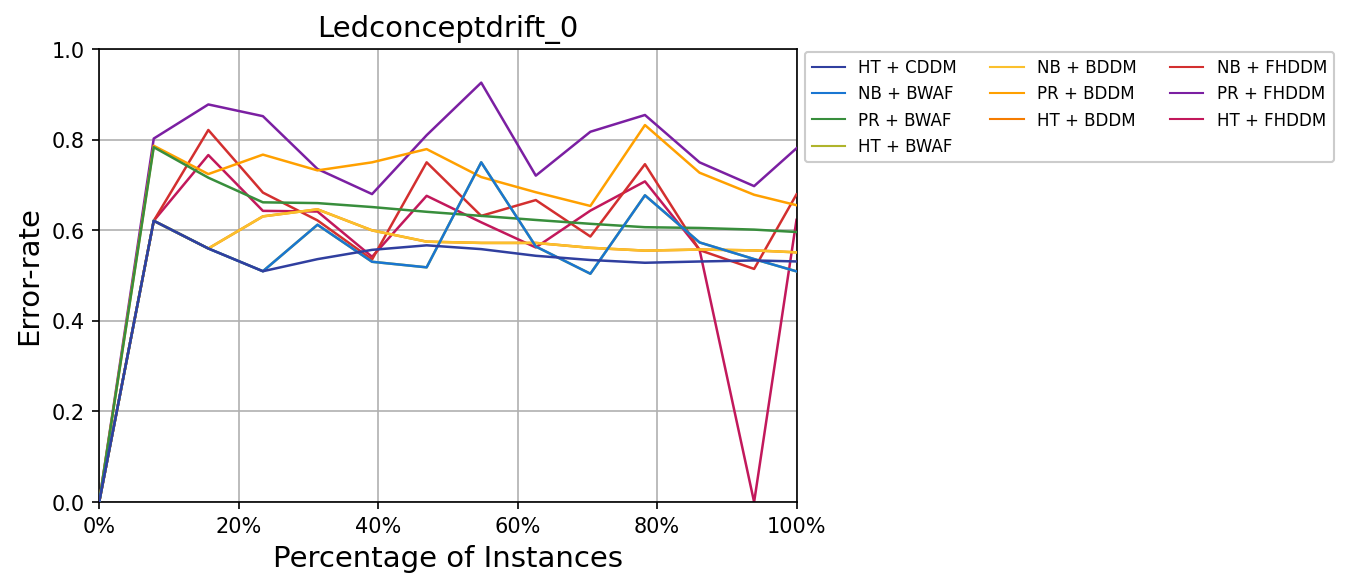 Ledconceptdrift_0
1.0
0.8
0.6
0.4
0.2
0.0
Error-rate
0% 20% 40% 60% 80% 100%
Percentage of Instances
HT + CDDM
NB + BWAF
PR + BWAF
HT + BWAF
NB + BDDM
PR + BDDM
HT + BDDM
NB + FHDDM
PR + FHDDM
HT + FHDDM